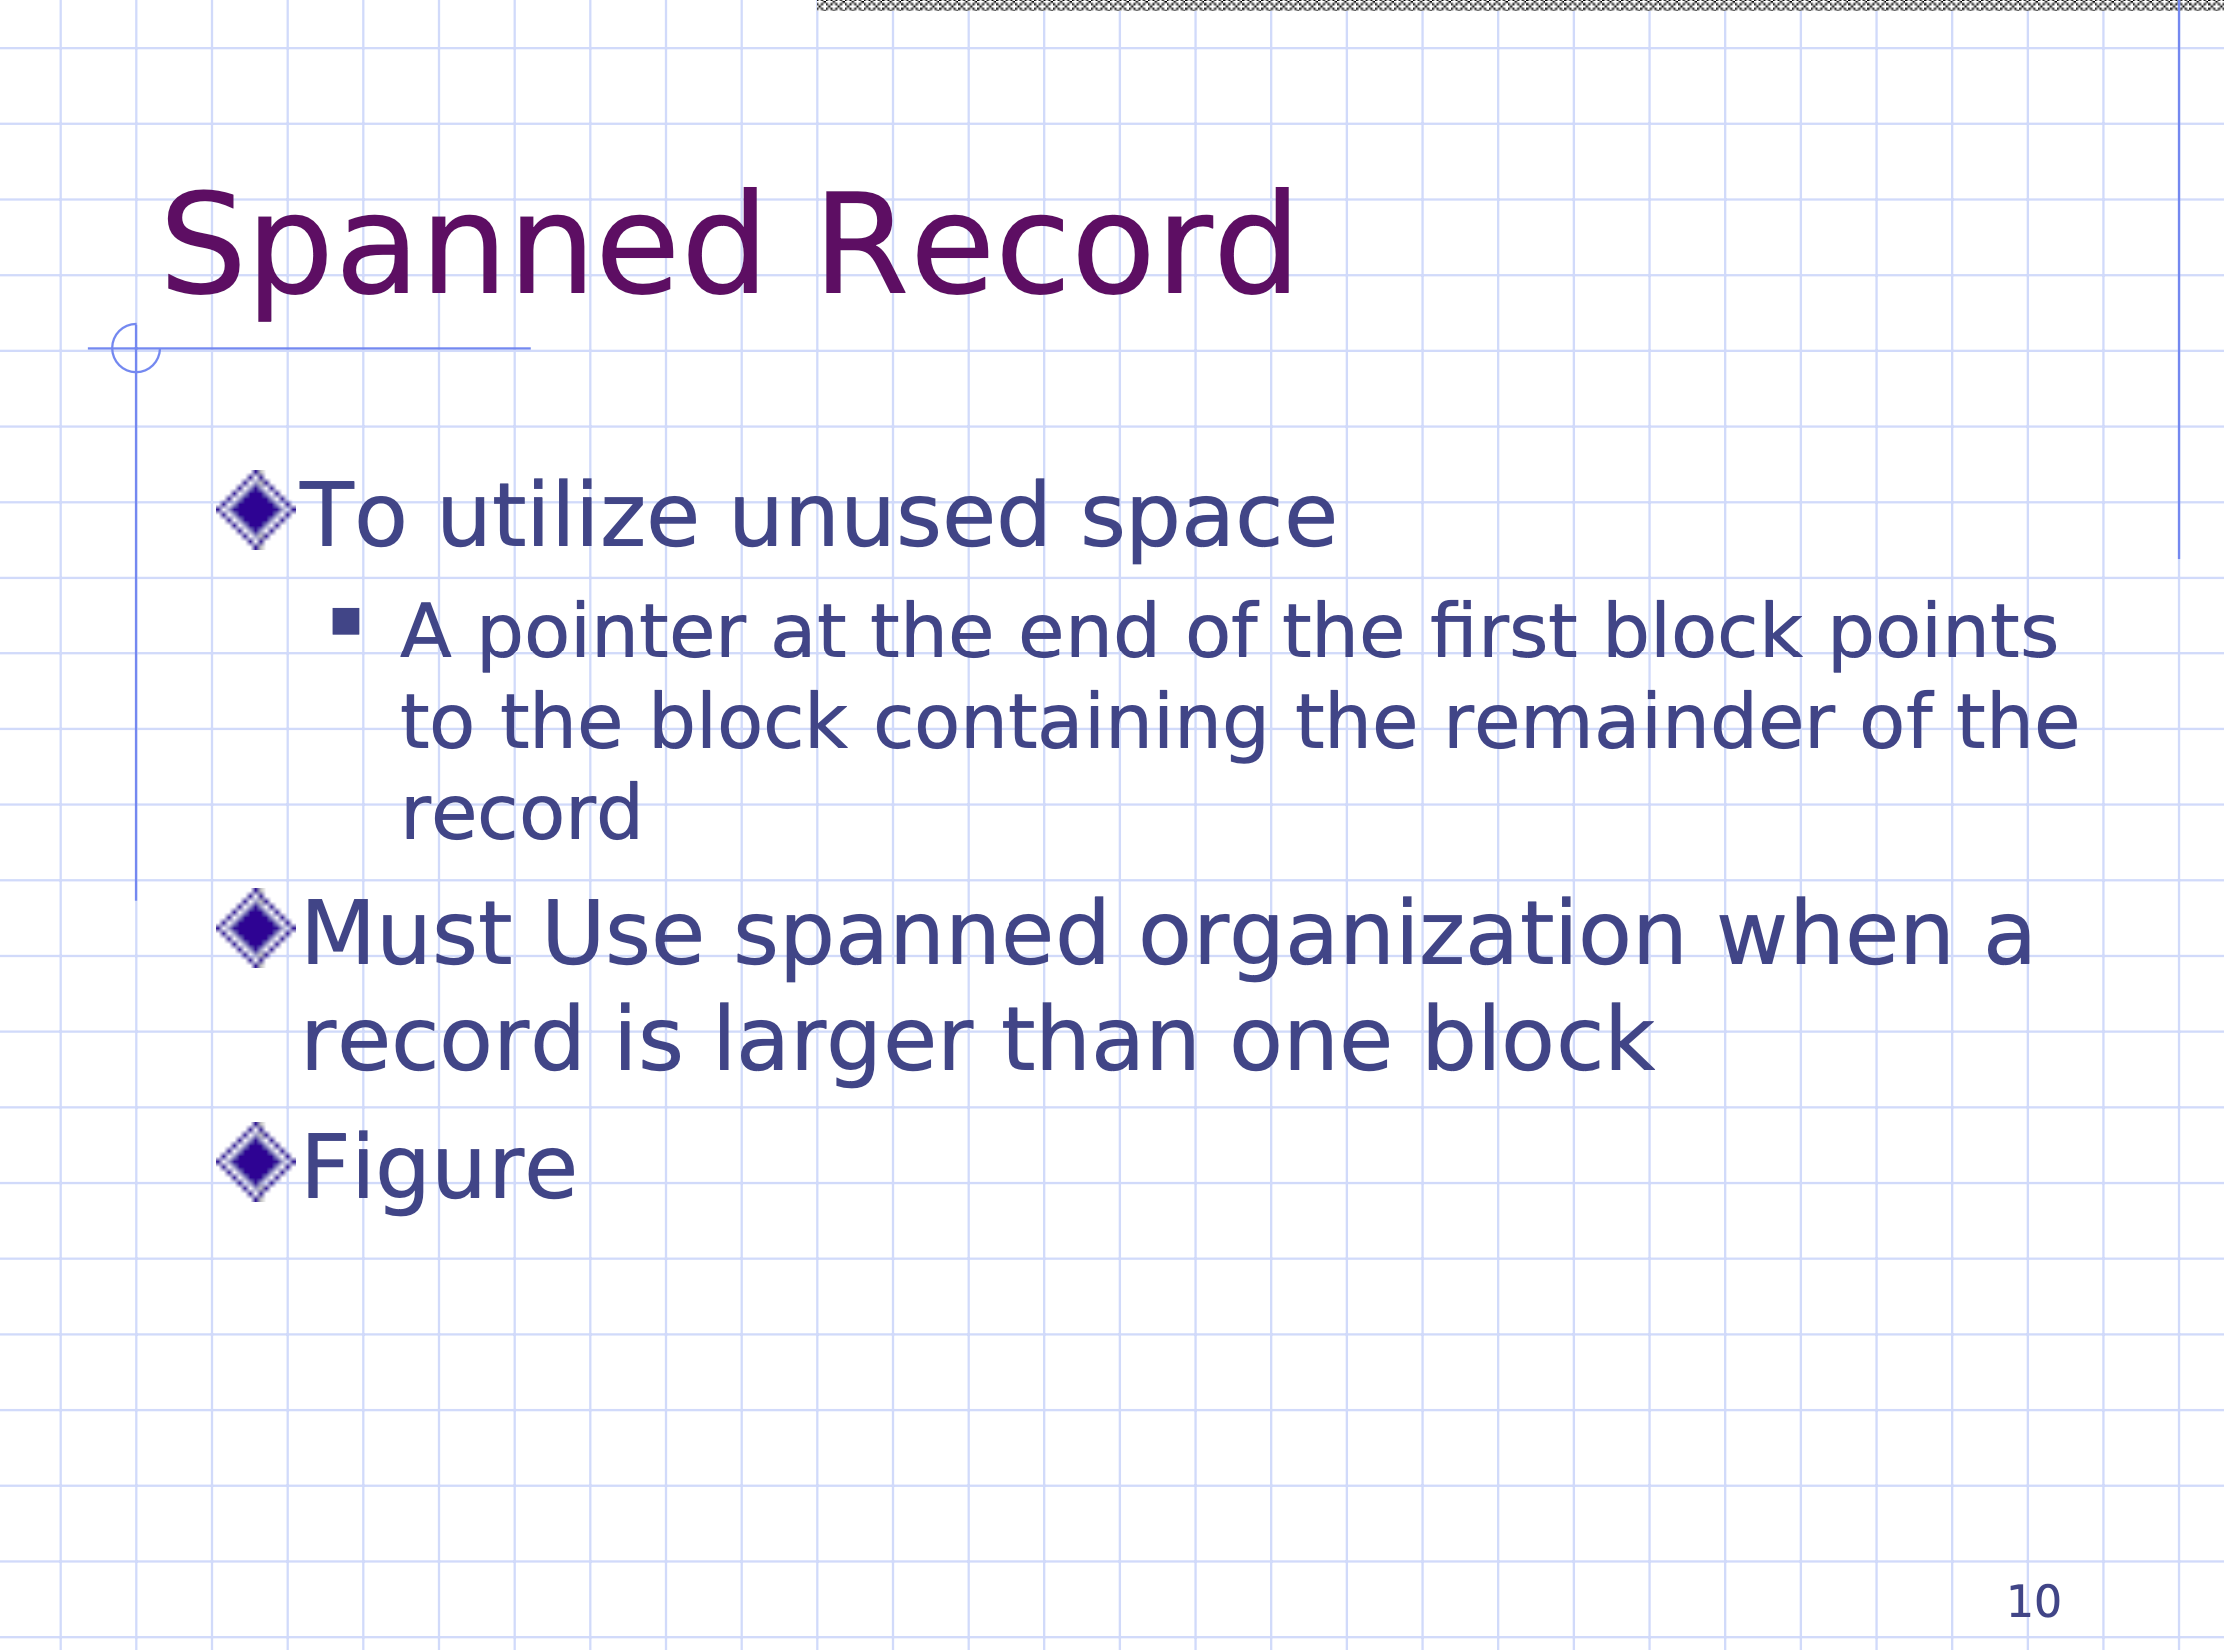 Spanned Record
To utilize unused space
A pointer at the end of the first block points
to the block containing the remainder of the
record
Must Use spanned organization when a
record is larger than one block
Figure
10